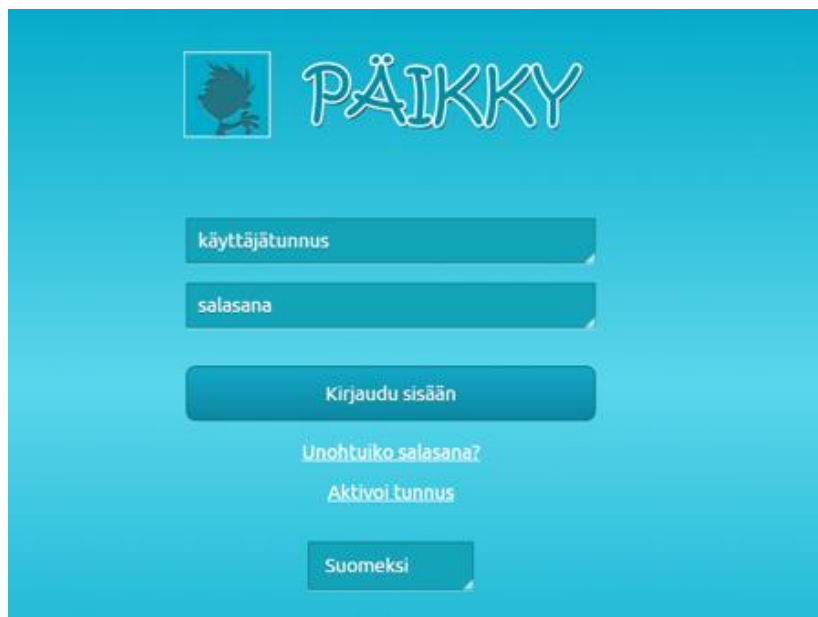 PÄIKKY
käyttäjätunnus
salasana
Kirjaudu sisään
Unohtuiko salasana?
Aktivoi tunnus
Suomeksi